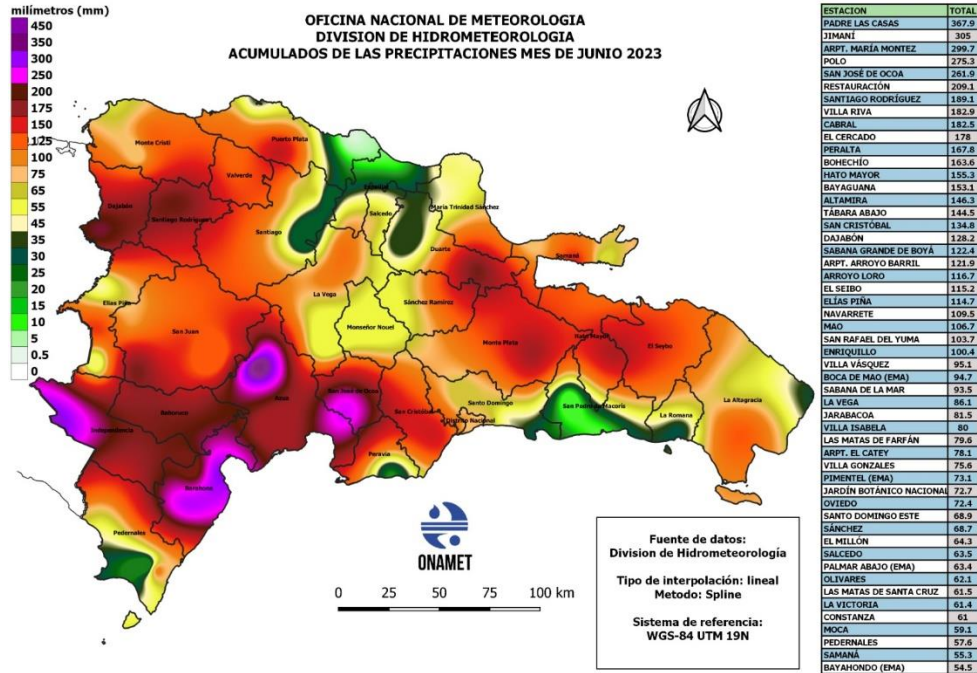 milímetros (mm)
450
350
300
250
200
175
150
125
100
75
65
55
45
35
30
25
20
15
10
5
0.5
0
OFICINA NACIONAL DE METEOROLOGIA
DIVISION DE HIDROMETEOROLOGIA
ACUMULADOS DE LAS PRECIPITACIONES MES DE JUNIO 2023
Monte Cristi
Puerto Plata
Valverde
Dajabón
Santiago Rodríguez
Santiago
Salcedo
María Trinidad Sánchez
Duarte
Samaná
Elías Piña
La Vega
Sánchez Ramírez
San Juan
Monseñor Nouel
Monte Plata
Hato Mayor
El Seybo
Azua
San José de Ocoa
San Cristóbal
Santo Domingo
Distrito Nacional
San Pedro de Macorís
La Romana
La Altagracia
Independencia
Bahoruco
Peravia
Barahona
Pedernales
ONAMET
0 25 50 75 100 km
Fuente de datos:
Division de Hidrometeorología
Tipo de interpolación: lineal
Metodo: Spline
Sistema de referencia:
WGS-84 UTM 19N
ESTACION TOTAL
PADRE LAS CASAS 367.9
JIMANÍ 305
ARPT. MARÍA MONTEZ 299.7
POLO 275.3
SAN JOSÉ DE OCOA 261.9
RESTAURACIÓN 209.1
SANTIAGO RODRÍGUEZ 189.1
VILLA RIVA 182.9
CABRAL 182.5
EL CERCADO 178
PERALTA 167.8
BOHECHÍO 163.6
HATO MAYOR 155.3
BAYAGUANA 153.1
ALTAMIRA 146.3
TÁBARA ABAJO 144.5
SAN CRISTÓBAL 134.8
DAJABÓN 128.2
SABANA GRANDE DE BOYÁ 122.4
ARPT. ARROYO BARRIL 121.9
ARROYO LORO 116.7
EL SEIBO 115.2
ELÍAS PIÑA 114.7
NAVARRETE 109.5
MAO 106.7
SAN RAFAEL DEL YUMA 103.7
ENRIQUILLO 100.4
VILLA VÁSQUEZ 95.1
BOCA DE MAO (EMA) 94.7
SABANA DE LA MAR 93.5
LA VEGA 86.1
JARABACOA 81.5
VILLA ISABELA 80
LAS MATAS DE FARFÁN 79.6
ARPT. EL CATEY 78.1
VILLA GONZALES 75.6
PIMENTEL (EMA) 73.1
JARDÍN BOTÁNICO NACIONAL 72.7
OVIEDO 72.4
SANTO DOMINGO ESTE 68.9
SÁNCHEZ 68.7
EL MILLÓN 64.3
SALCEDO 63.5
PALMAR ABAJO (EMA) 63.4
OLIVARES 62.1
LAS MATAS DE SANTA CRUZ 61.5
LA VICTORIA 61.4
CONSTANZA 61
MOCA 59.1
PEDERNALES 57.6
SAMANÁ 55.3
BAYAHONDO (EMA) 54.5